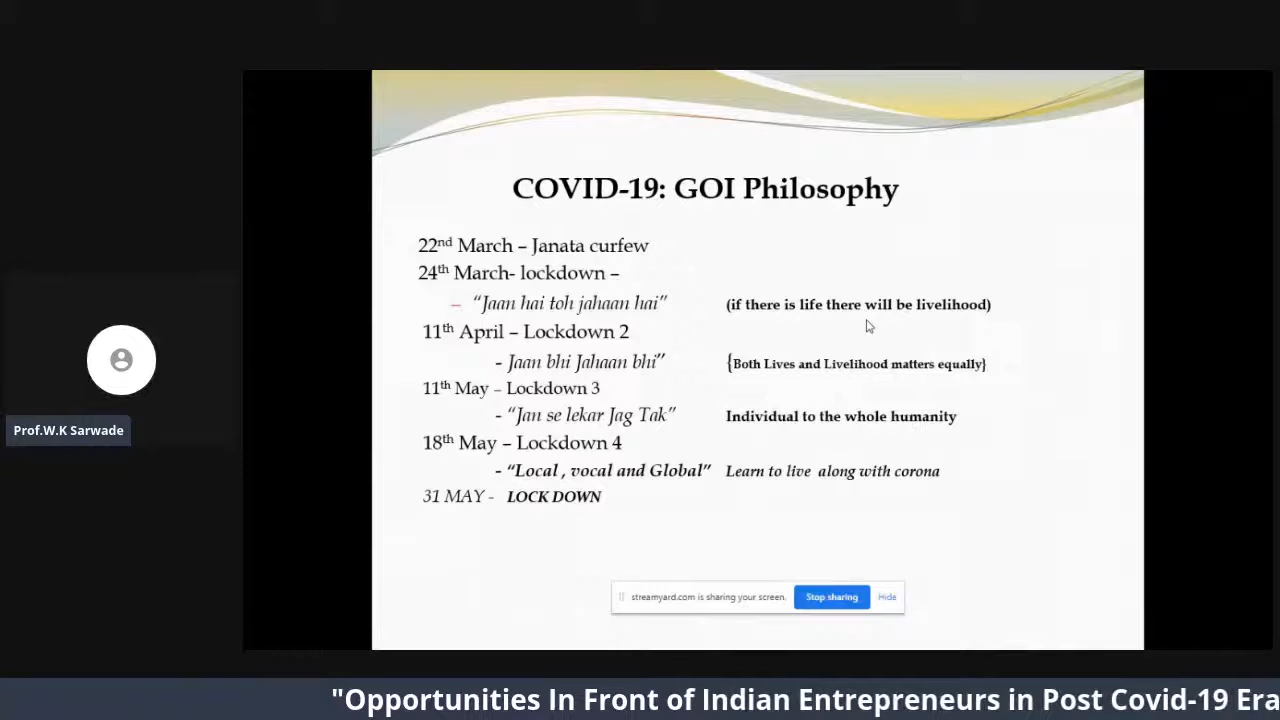 COVID-19: GOI Philosophy
22nd March – Janata curfew
24th March- lockdown –
– “Jaan hai toh jahaan hai” (if there is life there will be livelihood)
11th April – Lockdown 2
- Jaan bhi Jahaan bhi” {Both Lives and Livelihood matters equally}
11th May – Lockdown 3
- “Jan se lekar Jag Tak” Individual to the whole humanity
18th May – Lockdown 4
- “Local , vocal and Global” Learn to live along with corona
31 MAY - LOCK DOWN
Prof.W.K Sarwade
streamyard.com is sharing your screen. Stop sharing Hide
"Opportunities In Front of Indian Entrepreneurs in Post Covid-19 Era